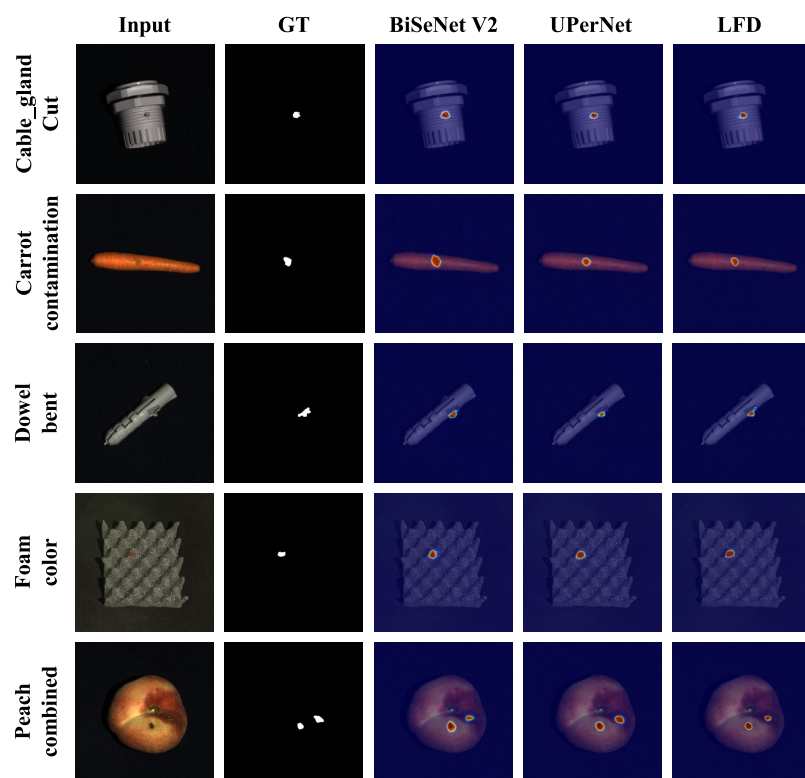 Input GT BiSeNet V2 UPerNet LFD
Cable_gland
Cut
Carrot
contamination
Dowel
bent
Foam
color
Peach
combined